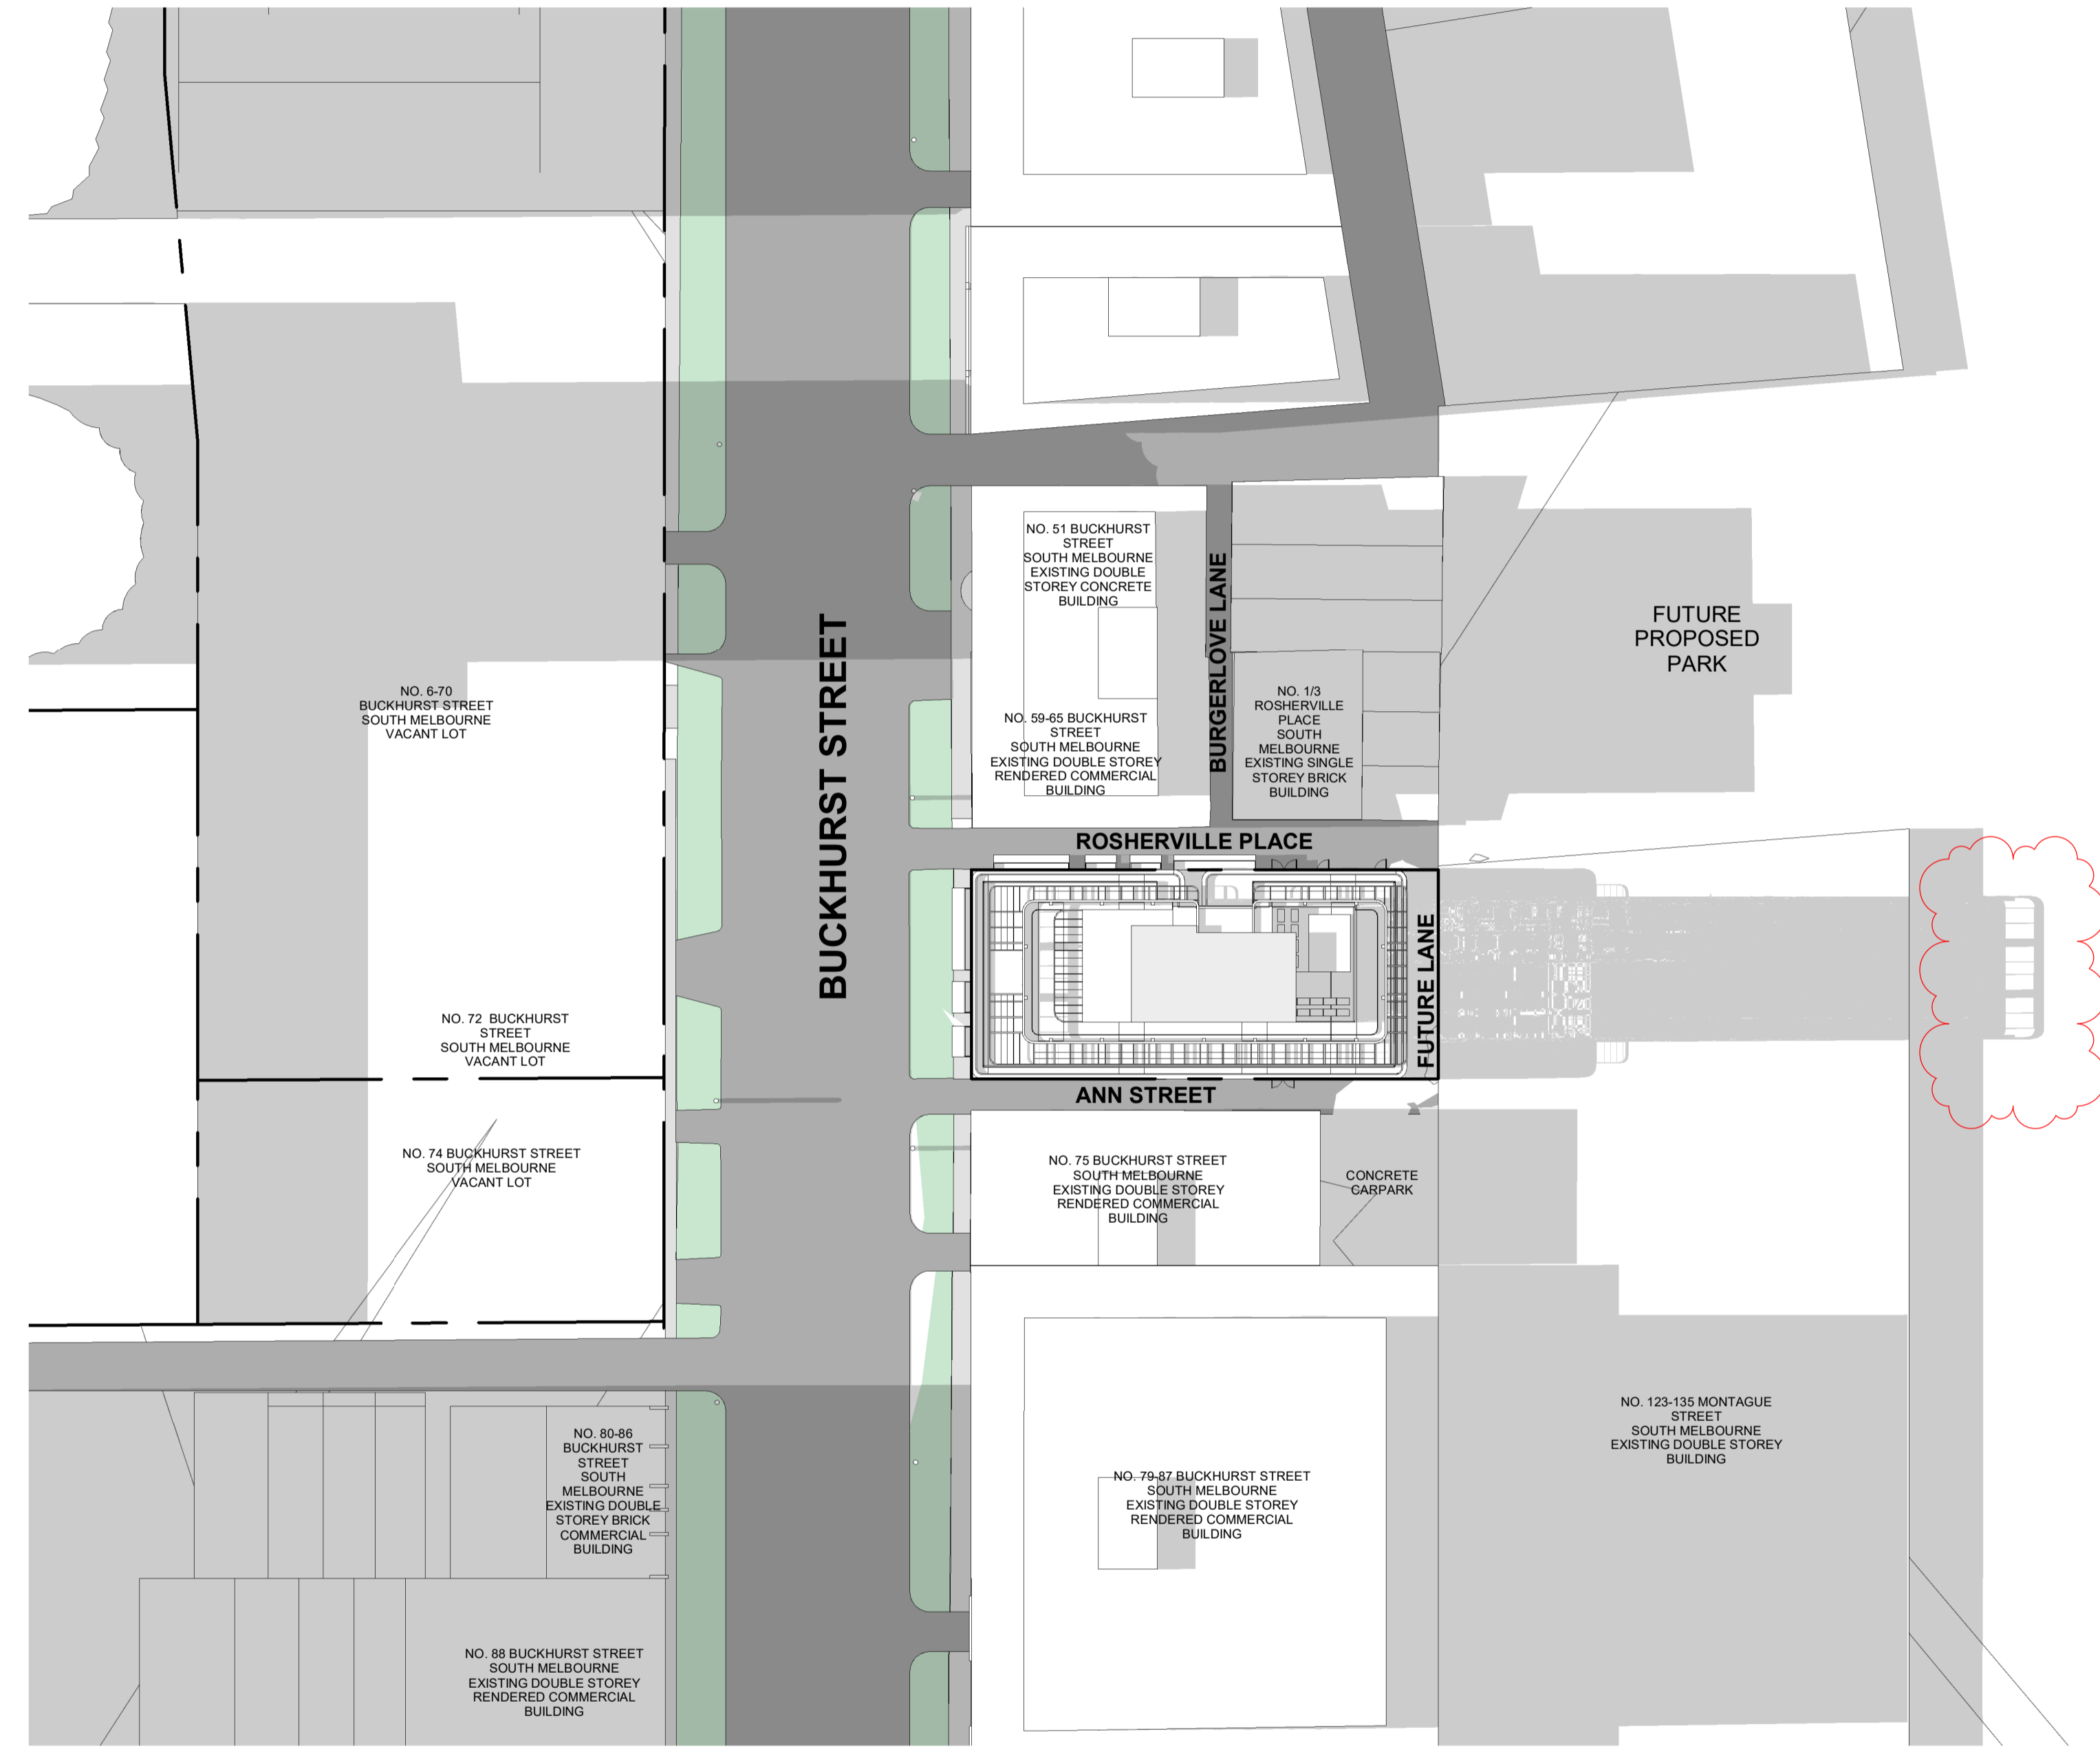 NO. 51 BUCKHURST
STREET
SOUTH MELBOURNE
EXISTING DOUBLE
STOREY CONCRETE
BUILDING
BURGERLOVE LANE
FUTURE
PROPOSED
PARK
BUCKHURST STREET
NO. 6-70
BUCKHURST STREET
SOUTH MELBOURNE
VACANT LOT
NO. 59-65 BUCKHURST
STREET
SOUTH MELBOURNE
EXISTING DOUBLE STOREY
RENDERED COMMERCIAL
BUILDING
NO. 1/3
ROSHERVILLE
PLACE
SOUTH
MELBOURNE
EXISTING SINGLE
STOREY BRICK
BUILDING
ROSHERVILLE PLACE
FUTURE LANE
NO. 72 BUCKHURST
STREET
SOUTH MELBOURNE
VACANT LOT
ANN STREET
NO. 74 BUCKHURST STREET
SOUTH MELBOURNE
VACANT LOT
NO. 75 BUCKHURST STREET
SOUTH MELBOURNE
EXISTING DOUBLE STOREY
RENDERED COMMERCIAL
BUILDING
CONCRETE
CARPARK
NO. 80-86
BUCKHURST
STREET
SOUTH
MELBOURNE
EXISTING DOUBLE
STOREY BRICK
COMMERCIAL
BUILDING
NO. 79-87 BUCKHURST STREET
SOUTH MELBOURNE
EXISTING DOUBLE STOREY
RENDERED COMMERCIAL
BUILDING
NO. 123-135 MONTAGUE
STREET
SOUTH MELBOURNE
EXISTING DOUBLE STOREY
BUILDING
NO. 88 BUCKHURST STREET
SOUTH MELBOURNE
EXISTING DOUBLE STOREY
RENDERED COMMERCIAL
BUILDING